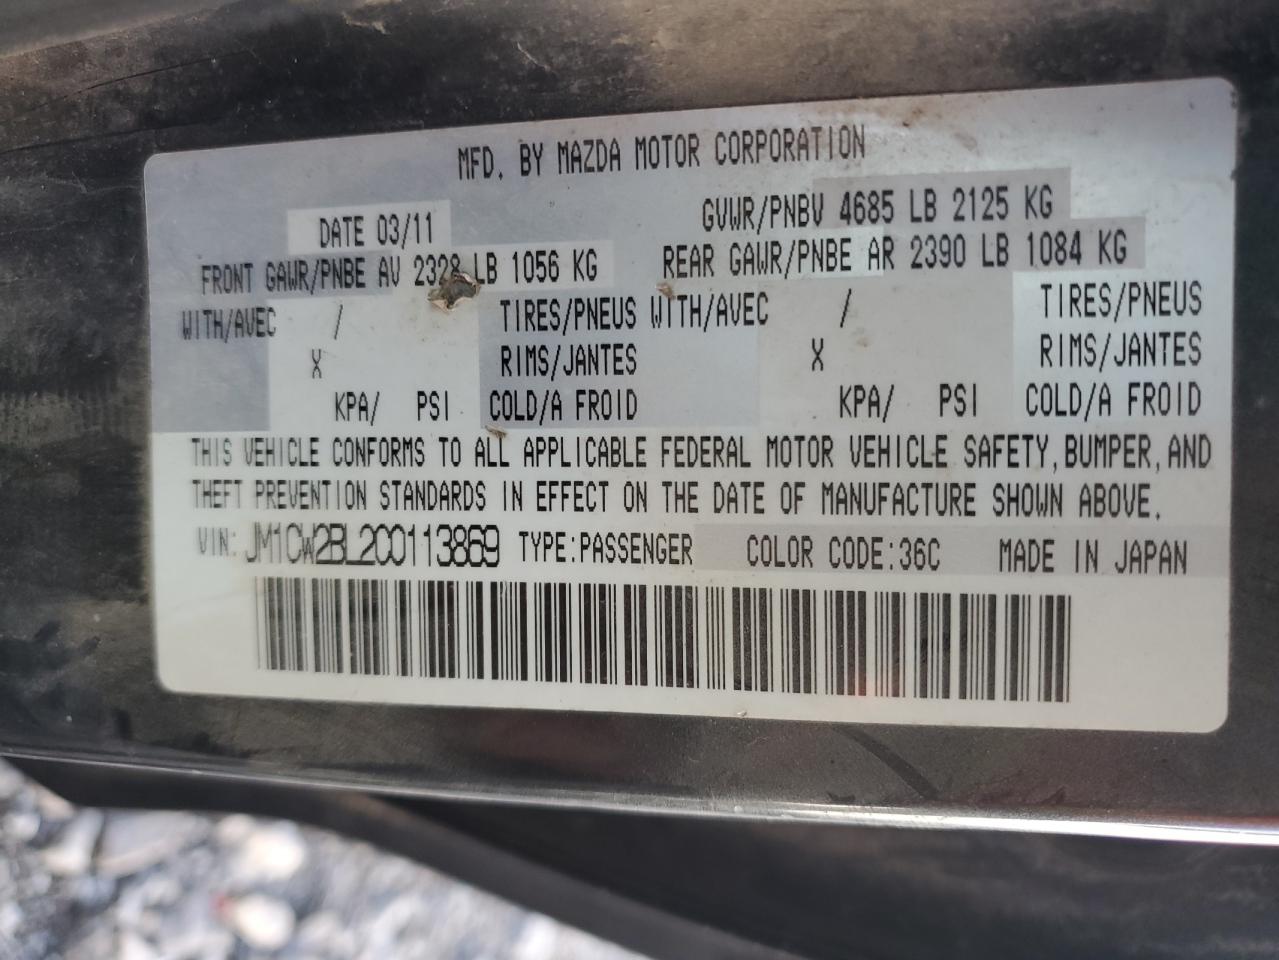 MFD. BY MAZDA MOTOR CORPORATION
DATE 03/11 GVWR/PNBV 4685 LB 2125 KG
FRONT GAWR/PNBE AV 2328 LB 1056 KG REAR GAWR/PNBE AR 2390 LB 1084 KG
WITH/AVEC / TIRES/PNEUS WITH/AVEC / TIRES/PNEUS
X RIMS/JANTES X RIMS/JANTES
KPA/ PSI COLD/A FROID KPA/ PSI COLD/A FROID
THIS VEHICLE CONFORMS TO ALL APPLICABLE FEDERAL MOTOR VEHICLE SAFETY, BUMPER, AND
THEFT PREVENTION STANDARDS IN EFFECT ON THE DATE OF MANUFACTURE SHOWN ABOVE.
VIN: JM1CW2BL2C0113869 TYPE:PASSENGER COLOR CODE:36C MADE IN JAPAN